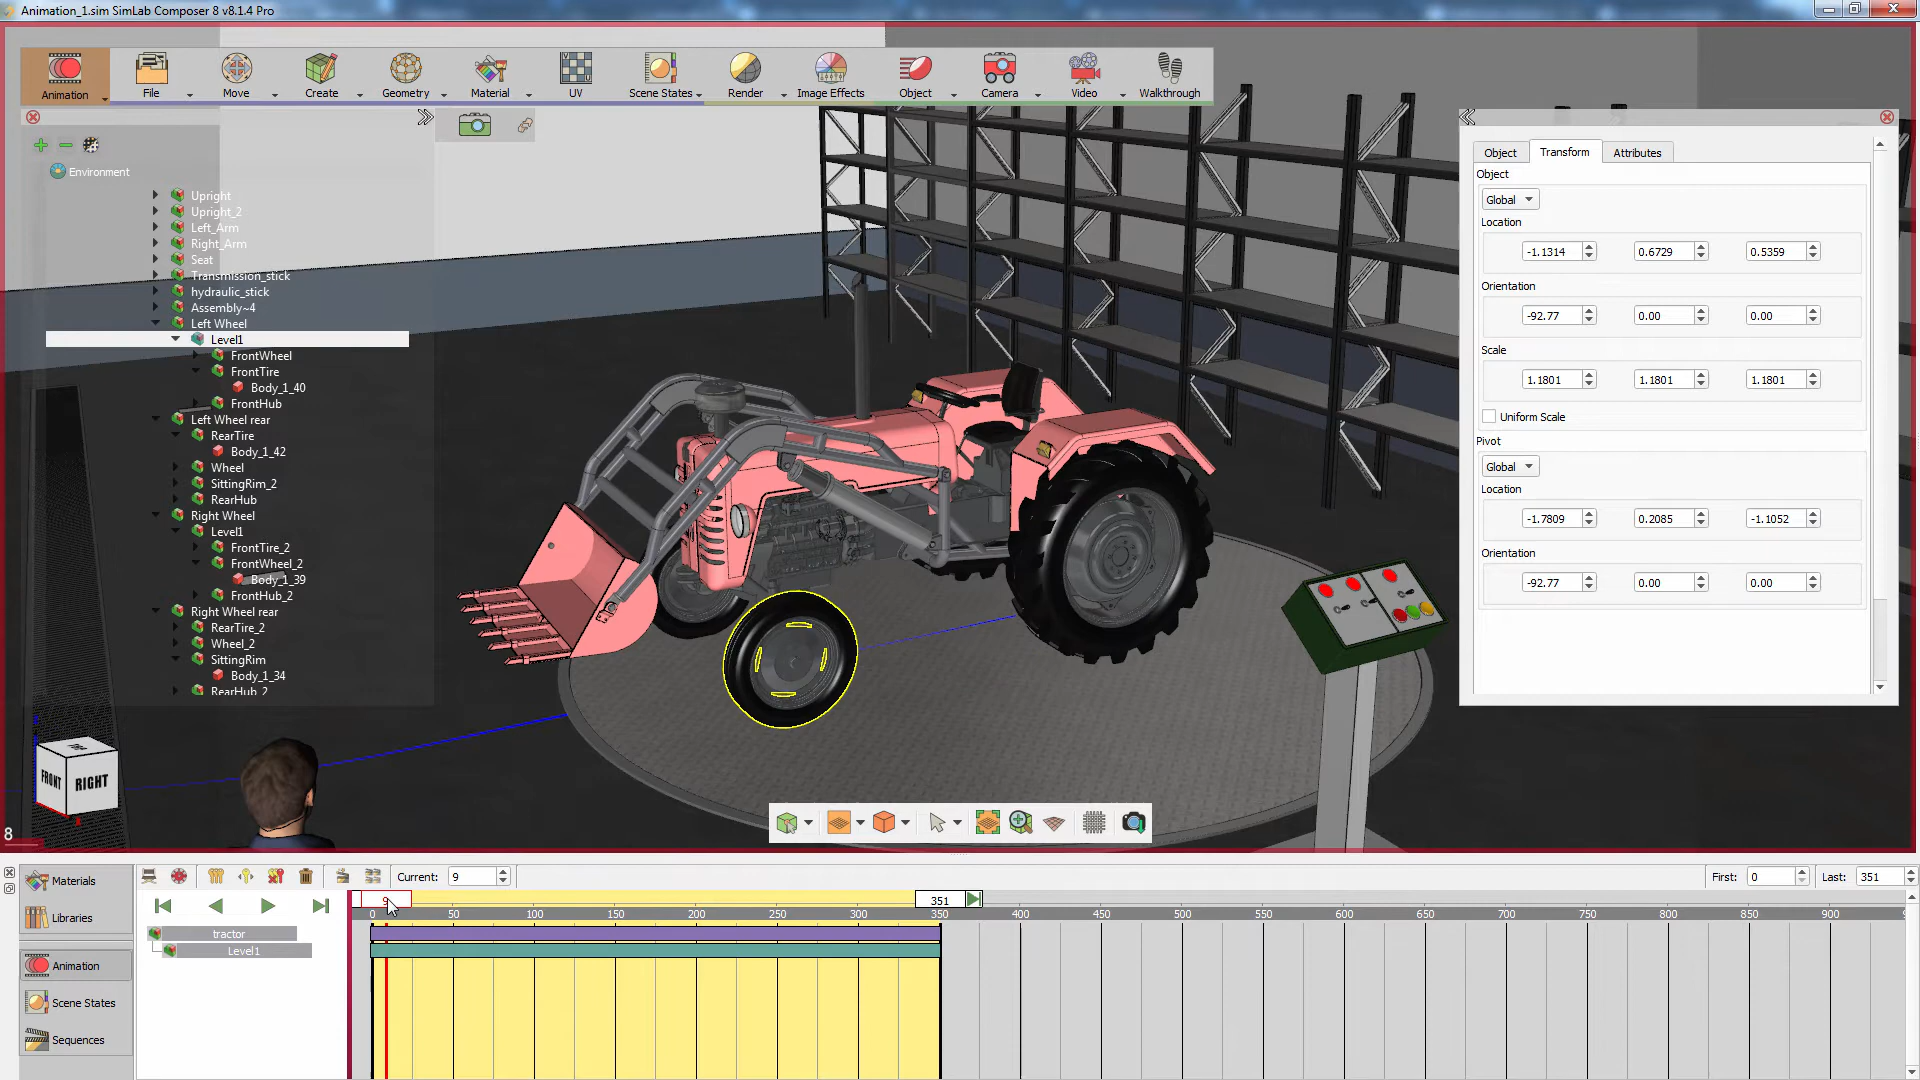 Animation_1.sim SimLab Composer 8 v8.1.4 Pro
Animation
File
Move
Create
Geometry
Material
UV
Scene States
Render
Image Effects
Object
Camera
Video
Walkthrough
Environment
Upright
Upright_2
Left_Arm
Right_Arm
Seat
Transmission_stick
hydraulic_stick
Assembly~4
Left Wheel
Level1
FrontWheel
FrontTire
Body_1_40
FrontHub
Left Wheel rear
RearTire
Body_1_42
Wheel
SittingRim_2
RearHub
Right Wheel
Level1
FrontTire_2
FrontWheel_2
Body_1_39
FrontHub_2
Right Wheel rear
RearTire_2
Wheel_2
SittingRim
Body_1_34
RearHub_2
Object Transform Attributes
Object
Global
Location
-1.1314 0.6729 0.5359
Orientation
-92.77 0.00 0.00
Scale
1.1801 1.1801 1.1801
Uniform Scale
Pivot
Global
Location
-1.7809 0.2085 -1.1052
Orientation
-92.77 0.00 0.00
FRONT RIGHT
8
Materials
Libraries
Animation
Scene States
Sequences
Current: 9
First: 0 Last: 351
9 351
0 50 100 150 200 250 300 350 400 450 500 550 600 650 700 750 800 850 900
tractor
Level1